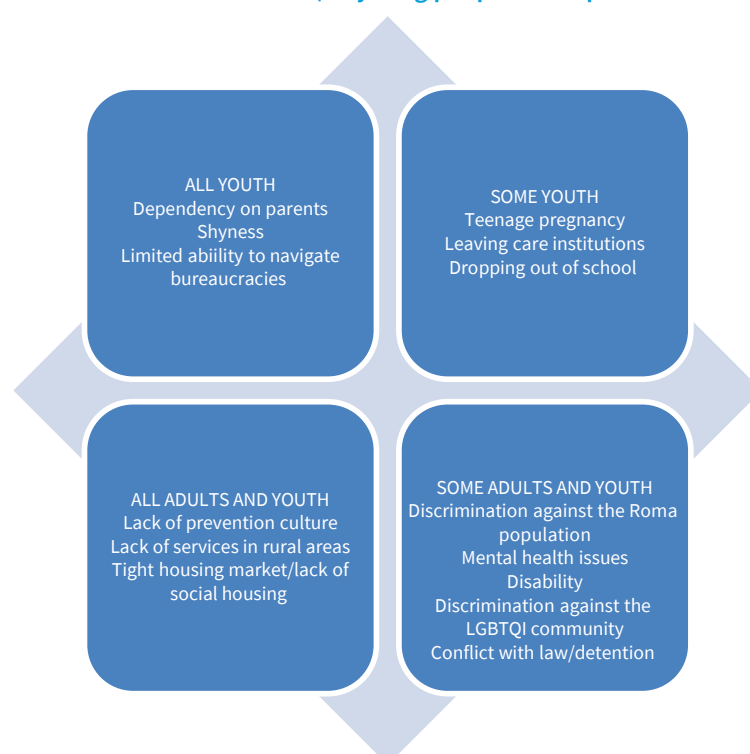 ALL YOUTH
Dependency on parents
Shyness
Limited abiility to navigate
bureaucracies
SOME YOUTH
Teenage pregnancy
Leaving care institutions
Dropping out of school
ALL ADULTS AND YOUTH
Lack of prevention culture
Lack of services in rural areas
Tight housing market/lack of
social housing
SOME ADULTS AND YOUTH
Discrimination against the Roma
population
Mental health issues
Disability
Discrimination against the
LGBTQI community
Conflict with law/detention